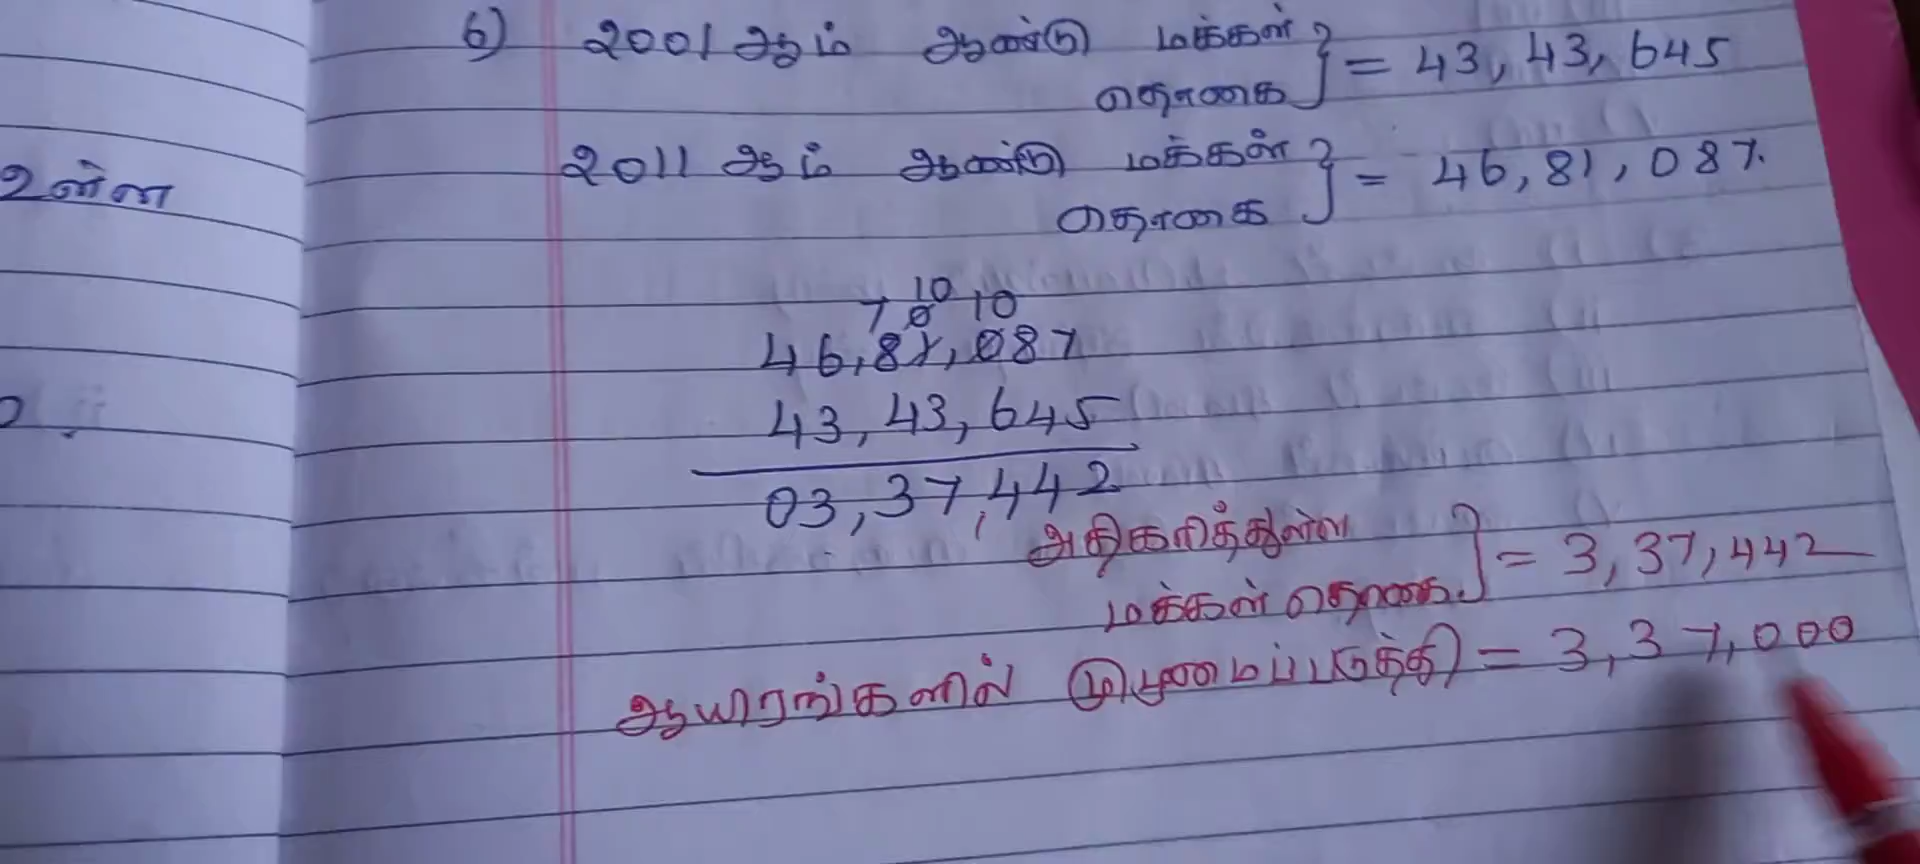 6) 2001 ஆம் ஆண்டு மக்கள் தொகை } = 43,43,645
2011 ஆம் ஆண்டு மக்கள் தொகை } = 46,81,087.
7 10
0 10
46,81,087
43,43,645
03,37,442
அதிகரித்துள்ள மக்கள் தொகை } = 3,37,442
ஆயிரங்களில் முழுமைப்படுத்தி = 3,37,000
உள்ள